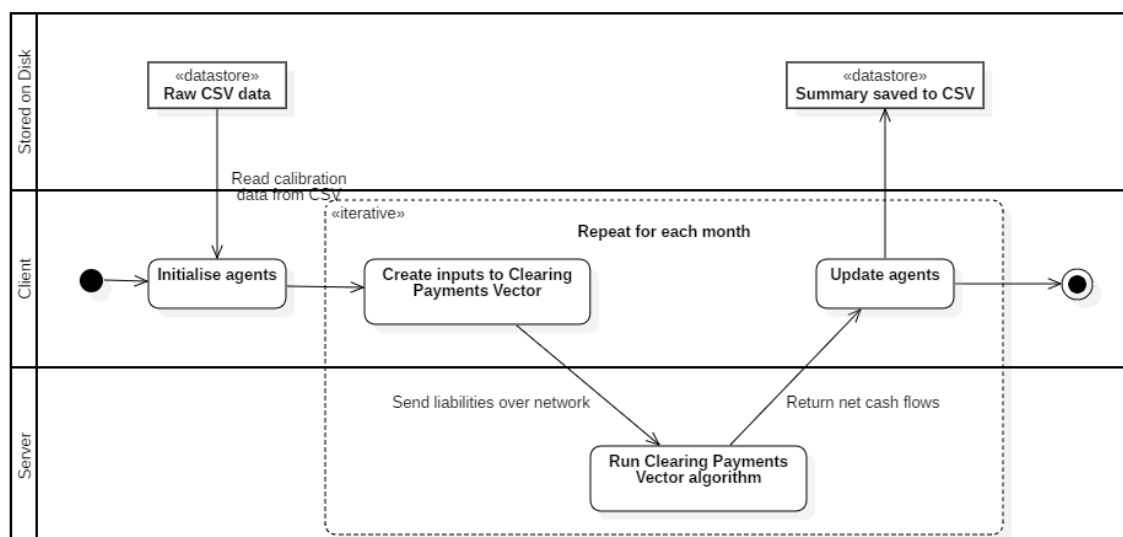 Stored on Disk
«datastore»
Raw CSV data
«datastore»
Summary saved to CSV
Read calibration
data from CSV
Client
«iterative»
Repeat for each month
Initialise agents
Create inputs to Clearing
Payments Vector
Update agents
Server
Send liabilities over network
Return net cash flows
Run Clearing Payments
Vector algorithm